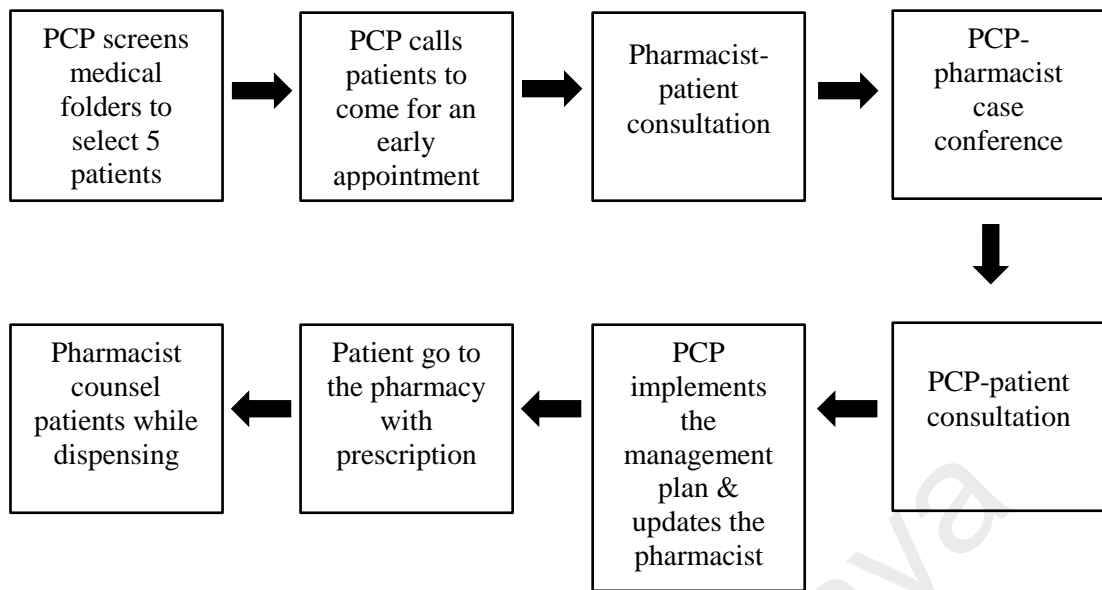 PCP screens
medical
folders to
select 5
patients
PCP calls
patients to
come for an
early
appointment
Pharmacist-
patient
consultation
PCP-
pharmacist
case
conference
PCP-patient
consultation
PCP
implements
the
management
plan &
updates the
pharmacist
Patient go to
the pharmacy
with
prescription
Pharmacist
counsel
patients while
dispensing